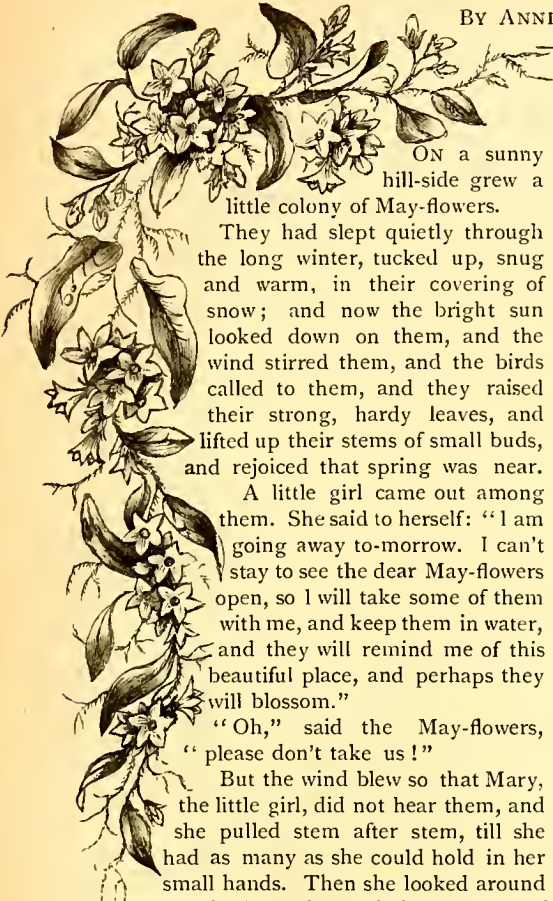 BY ANNI
ON a sunny
hill-side grew a
little colony of May-flowers.
They had slept quietly through
the long winter, tucked up, snug
and warm, in their covering of
snow; and now the bright sun
looked down on them, and the
wind stirred them, and the birds
called to them, and they raised
their strong, hardy leaves, and
lifted up their stems of small buds,
and rejoiced that spring was near.
A little girl came out among
them. She said to herself: "I am
going away to-morrow. I can't
stay to see the dear May-flowers
open, so I will take some of them
with me, and keep them in water,
and they will remind me of this
beautiful place, and perhaps they
will blossom."
"Oh," said the May-flowers,
"please don't take us!"
But the wind blew so that Mary,
the little girl, did not hear them, and
she pulled stem after stem, till she
had as many as she could hold in her
small hands. Then she looked around